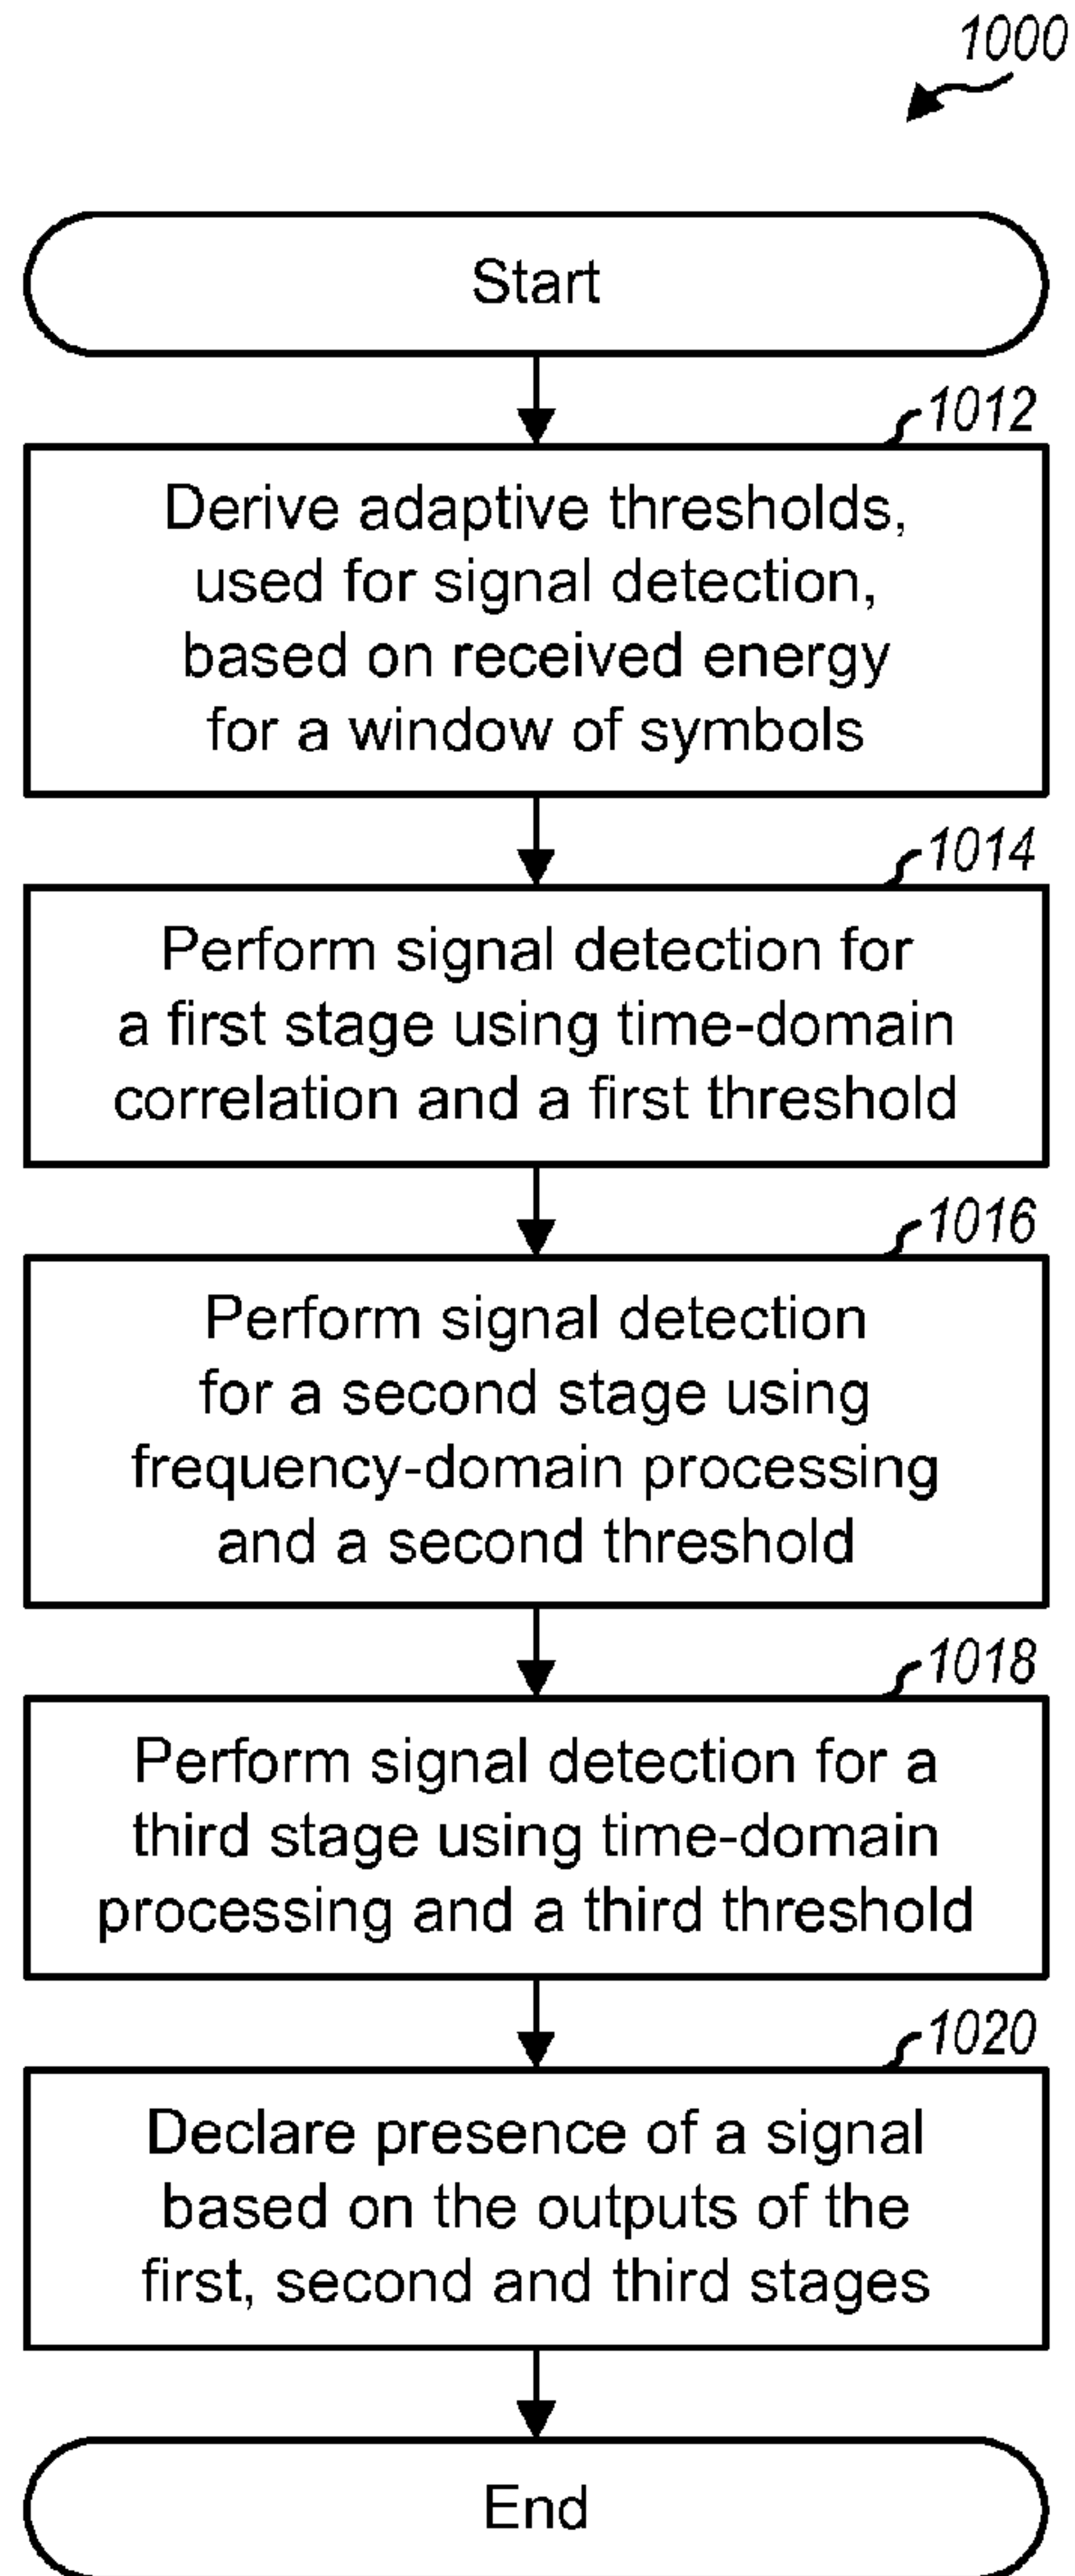 1000
Start
1012
Derive adaptive thresholds,
used for signal detection,
based on received energy
for a window of symbols
1014
Perform signal detection for
a first stage using time-domain
correlation and a first threshold
1016
Perform signal detection
for a second stage using
frequency-domain processing
and a second threshold
1018
Perform signal detection for a
third stage using time-domain
processing and a third threshold
1020
Declare presence of a signal
based on the outputs of the
first, second and third stages
End